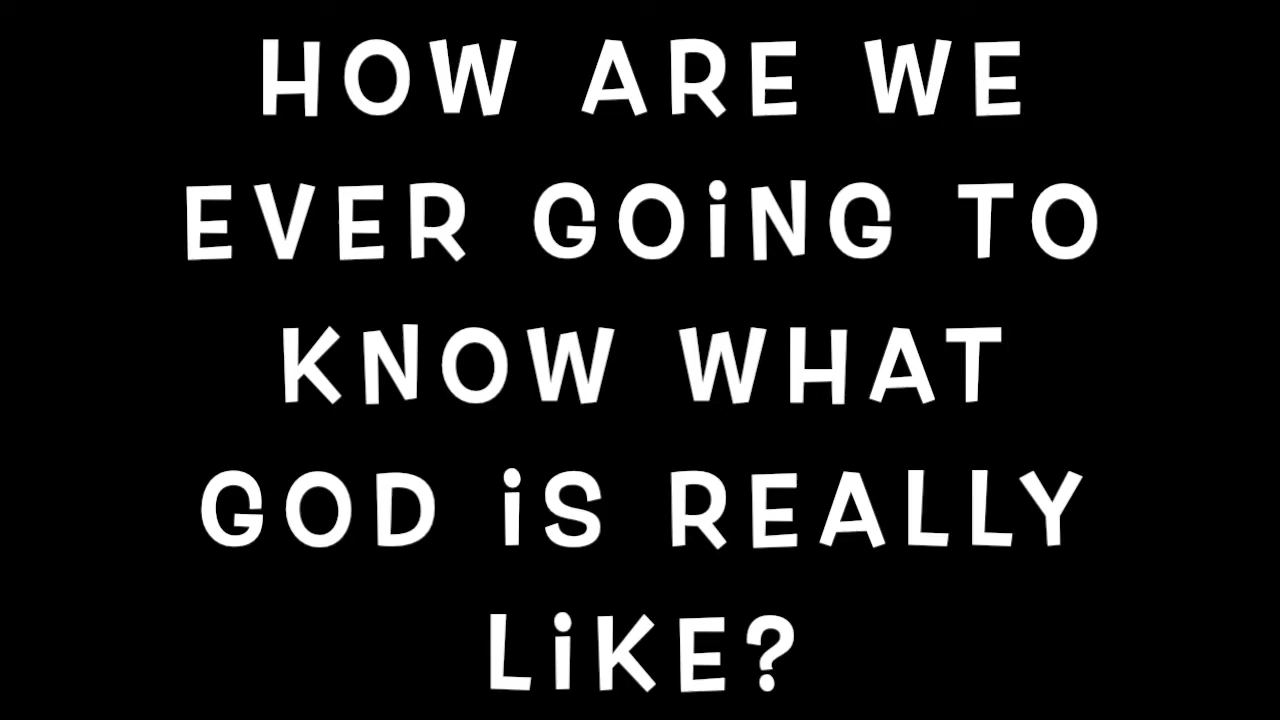 HOW ARE WE
EVER GOiNG TO
KNOW WHAT
GOD iS REALLY
LiKE?